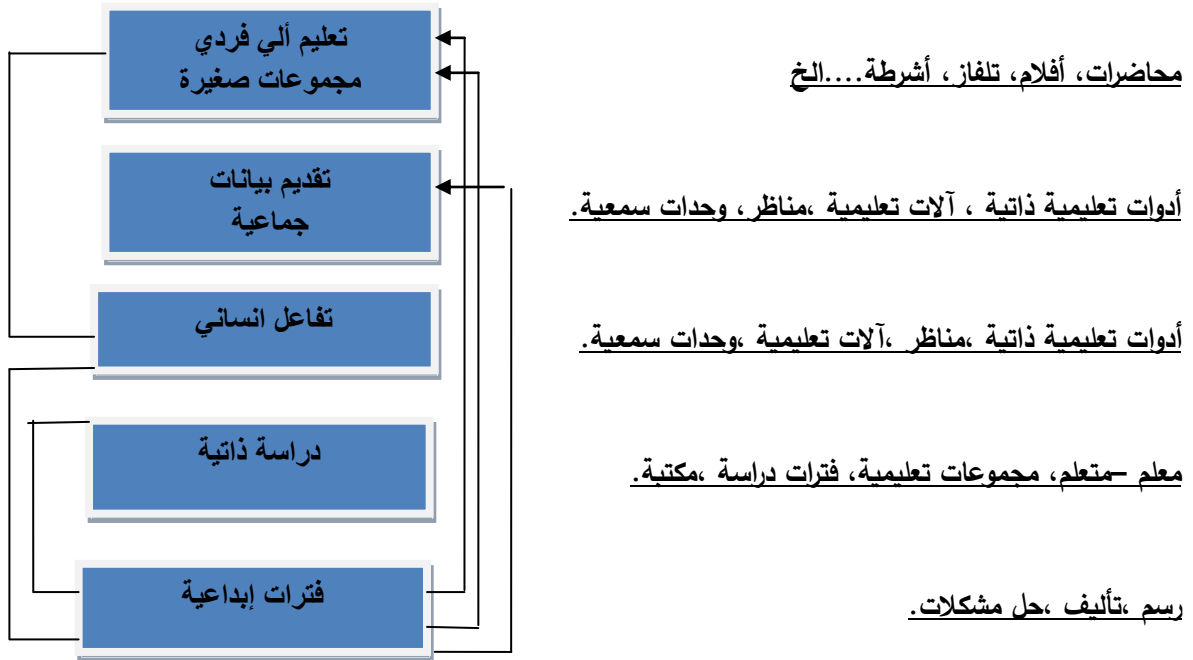 تعليم ألي فردي
مجموعات صغيرة
محاضرات، أفلام، تلفاز، أشرطة....الخ
تقديم بيانات
جماعية
أدوات تعليمية ذاتية ، آلات تعليمية ،مناظر، وحدات سمعية.
تفاعل انساني
أدوات تعليمية ذاتية ،مناظر ،آلات تعليمية ،وحدات سمعية.
دراسة ذاتية
معلم –متعلم، مجموعات تعليمية، فترات دراسة ،مكتبة.
فترات إبداعية
رسم ،تأليف ،حل مشكلات.